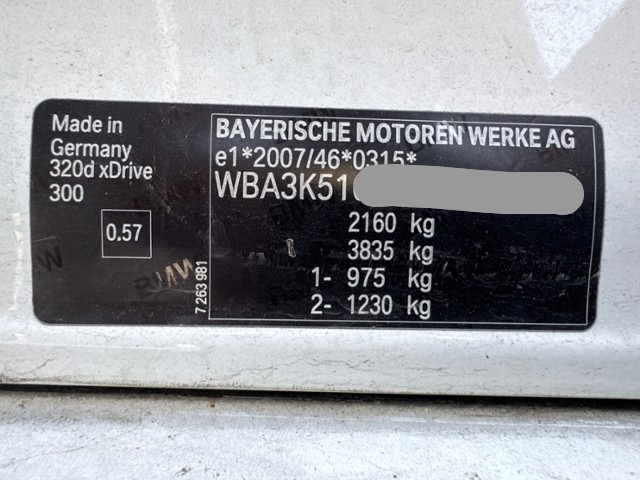 Made in
Germany
320d xDrive
300
0.57
7 263 981
BAYERISCHE MOTOREN WERKE AG
e1*2007/46*0315*
WBA3K51
2160 kg
3835 kg
1- 975 kg
2- 1230 kg
BMW